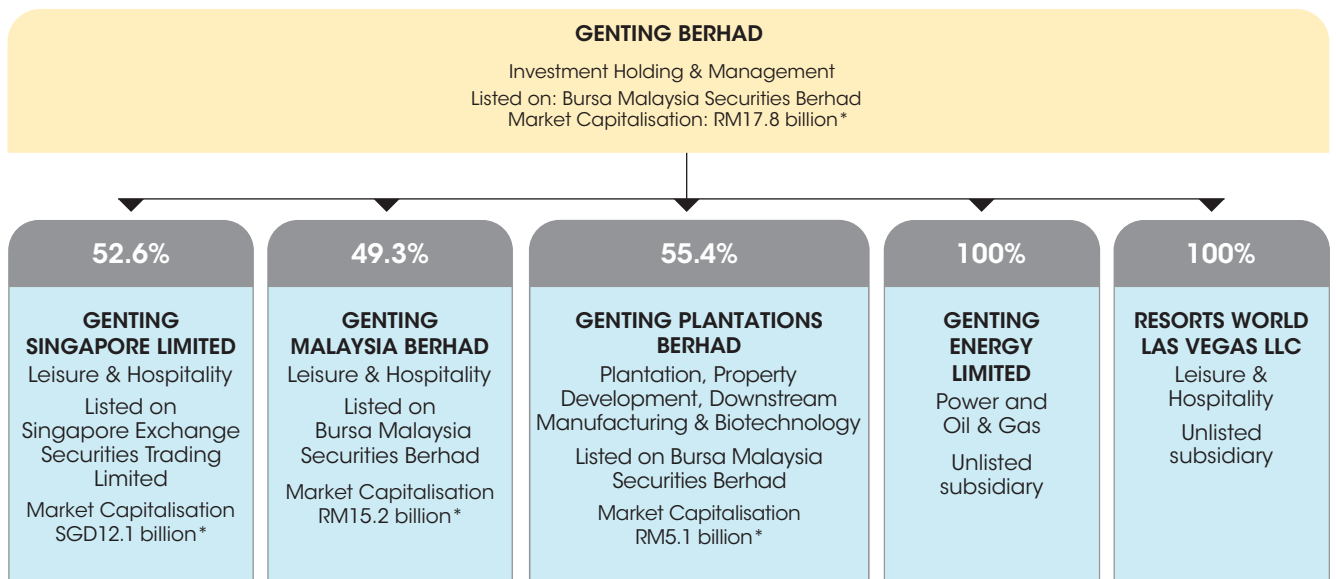 GENTING BERHAD
Investment Holding & Management
Listed on: Bursa Malaysia Securities Berhad
Market Capitalisation: RM17.8 billion*
52.6%
GENTING
SINGAPORE LIMITED
Leisure & Hospitality
Listed on
Singapore Exchange
Securities Trading
Limited
Market Capitalisation
SGD12.1 billion*
49.3%
GENTING
MALAYSIA BERHAD
Leisure & Hospitality
Listed on
Bursa Malaysia
Securities Berhad
Market Capitalisation
RM15.2 billion*
55.4%
GENTING PLANTATIONS
BERHAD
Plantation, Property
Development, Downstream
Manufacturing & Biotechnology
Listed on Bursa Malaysia
Securities Berhad
Market Capitalisation
RM5.1 billion*
100%
GENTING
ENERGY
LIMITED
Power and
Oil & Gas
Unlisted
subsidiary
100%
RESORTS WORLD
LAS VEGAS LLC
Leisure &
Hospitality
Unlisted
subsidiary